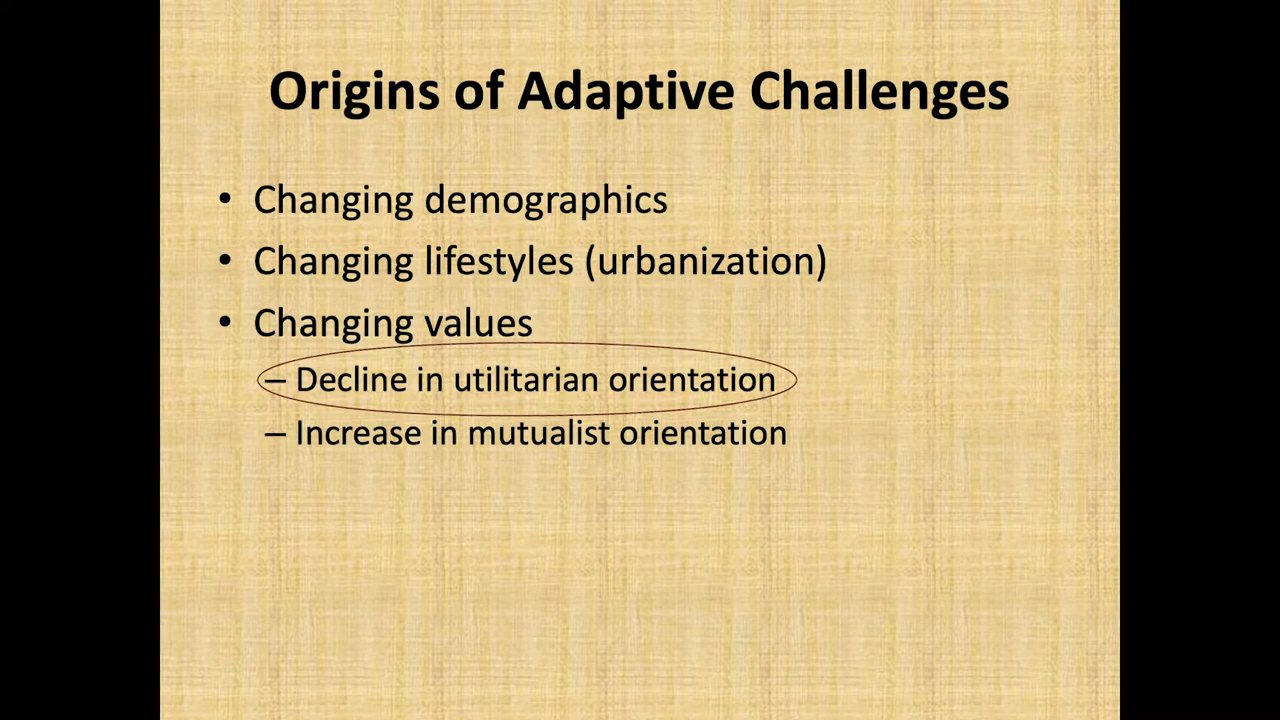 Origins of Adaptive Challenges
• Changing demographics
• Changing lifestyles (urbanization)
• Changing values
– Decline in utilitarian orientation
– Increase in mutualist orientation